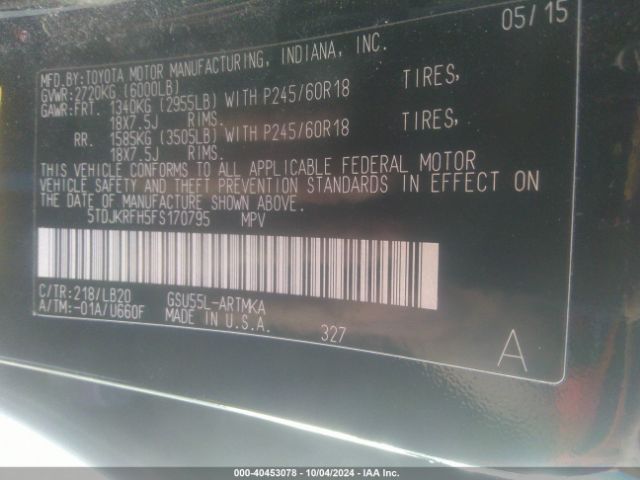 05/15
MFD.BY:TOYOTA MOTOR MANUFACTURING, INDIANA, INC.
GVWR:2720KG (6000LB)
GAWR:FRT. 1340KG (2955LB) WITH P245/60R18 TIRES,
18X7.5J RIMS.
RR. 1585KG (3505LB) WITH P245/60R18 TIRES,
18X7.5J RIMS.
THIS VEHICLE CONFORMS TO ALL APPLICABLE FEDERAL MOTOR
VEHICLE SAFETY AND THEFT PREVENTION STANDARDS IN EFFECT ON
THE DATE OF MANUFACTURE SHOWN ABOVE.
5TDJKRFH5FS170795 MPV
C/TR:218/LB20 GSU55L-ARTMKA
A/TM:-01A/U660F MADE IN U.S.A.
327
A
000-40453078 - 10/04/2024 - IAA Inc.